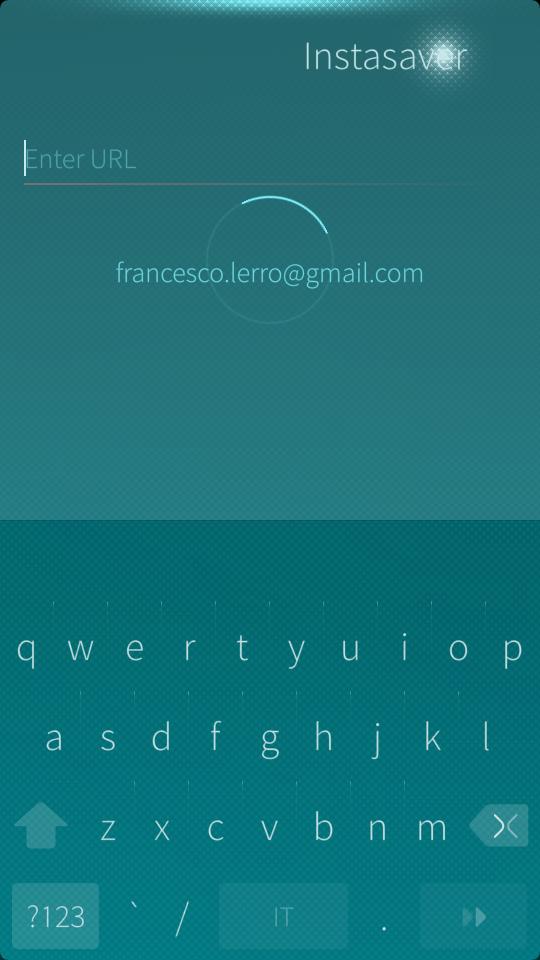 Instasaver
Enter URL
francesco.lerro@gmail.com
q w e r t y u i o p
a s d f g h j k l
z x c v b n m
?123 ` / IT .